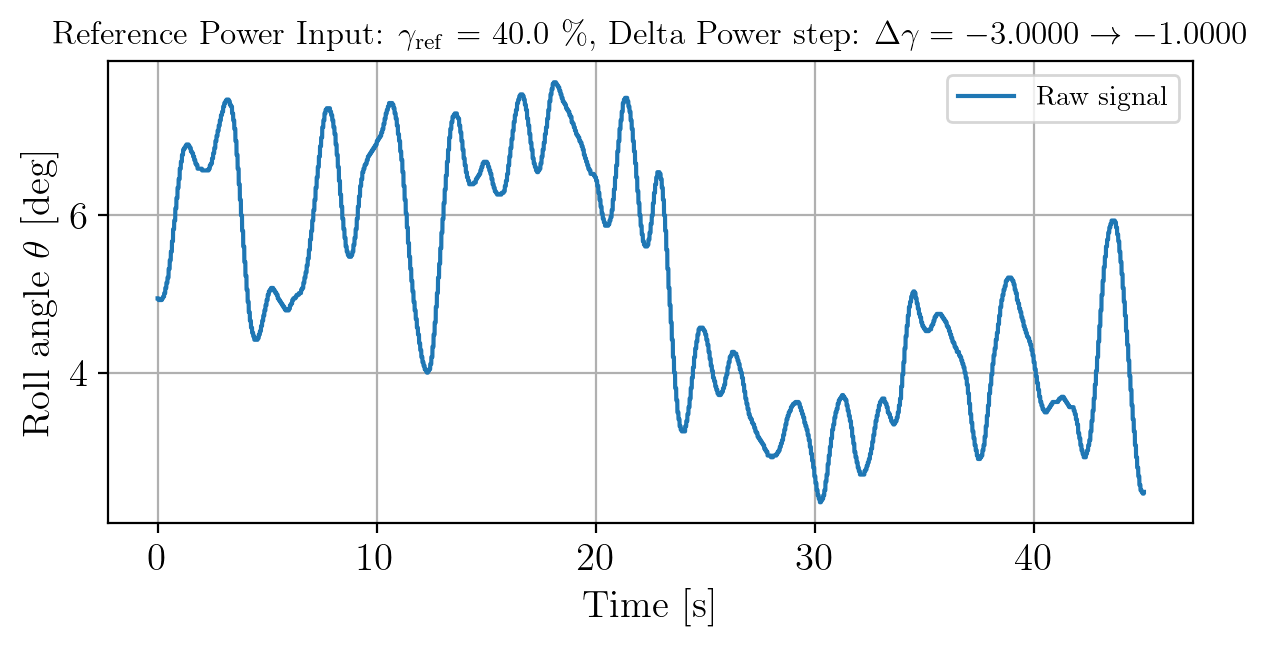 Reference Power Input: γref = 40.0 %, Delta Power step: Δγ = −3.0000 → −1.0000
Raw signal
Roll angle θ [deg]
6
4
0 10 20 30 40
Time [s]